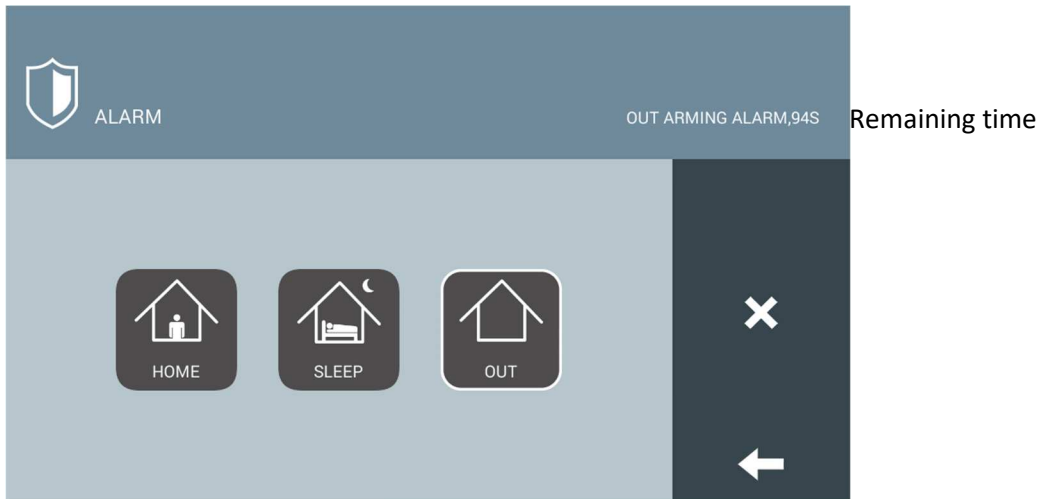 ALARM
OUT ARMING ALARM,94S
Remaining time
HOME
SLEEP
OUT